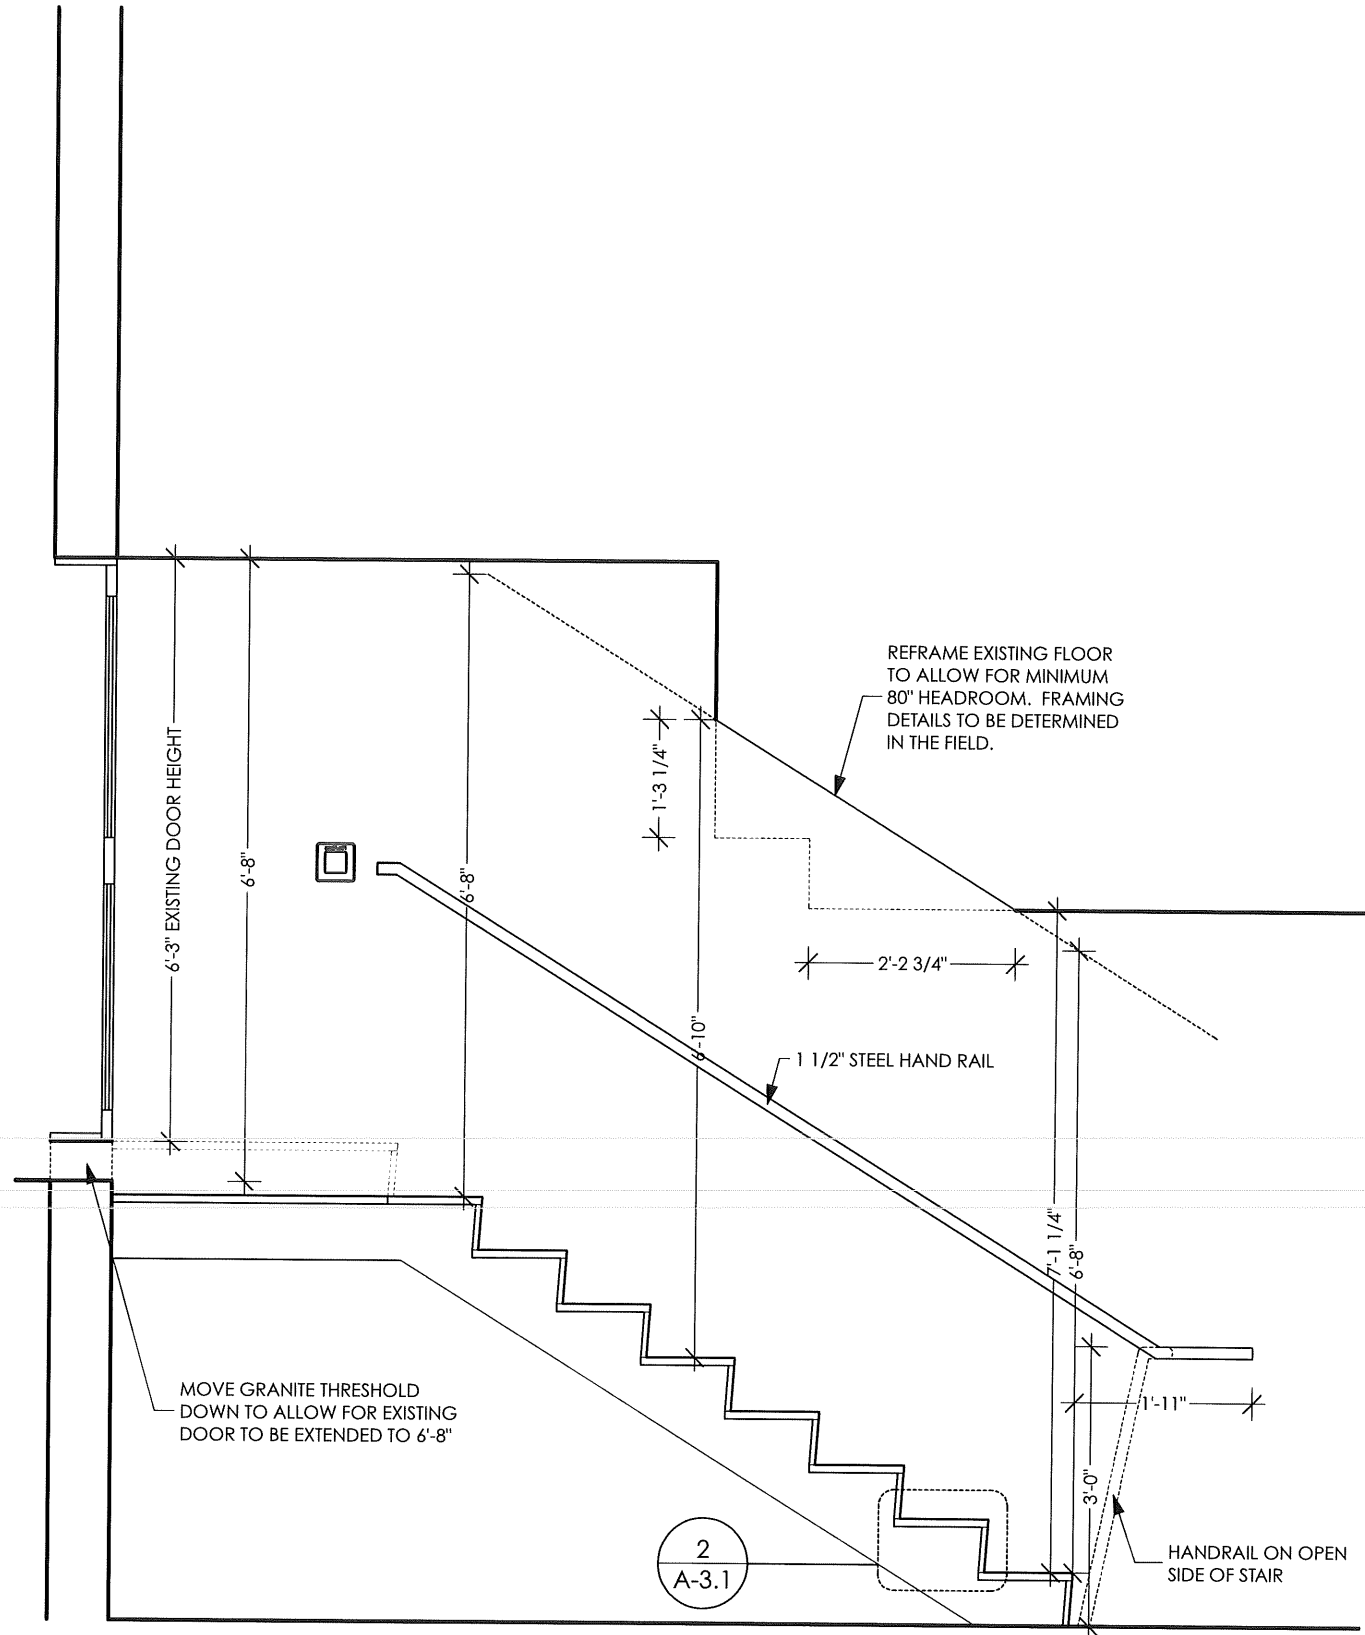 REFRAME EXISTING FLOOR
TO ALLOW FOR MINIMUM
80" HEADROOM. FRAMING
DETAILS TO BE DETERMINED
IN THE FIELD.
6'-3" EXISTING DOOR HEIGHT
6'-8"
6'-8"
1'-3 1/4"
6'-10"
2'-2 3/4"
1 1/2" STEEL HAND RAIL
7'-1 1/4"
6'-8"
MOVE GRANITE THRESHOLD
DOWN TO ALLOW FOR EXISTING
DOOR TO BE EXTENDED TO 6'-8"
1'-11"
3'-0"
2
A-3.1
HANDRAIL ON OPEN
SIDE OF STAIR